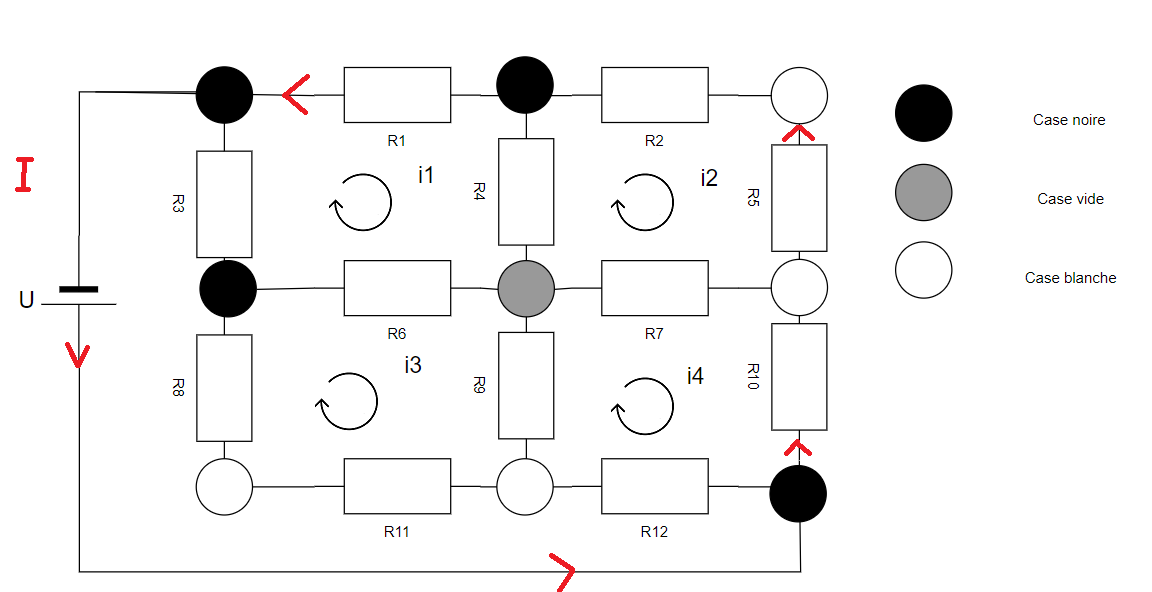 R1
R2
Case noire
I
i1
i2
R3
R4
R5
Case vide
Case blanche
U
R6
R7
i3
i4
R8
R9
R10
R11
R12